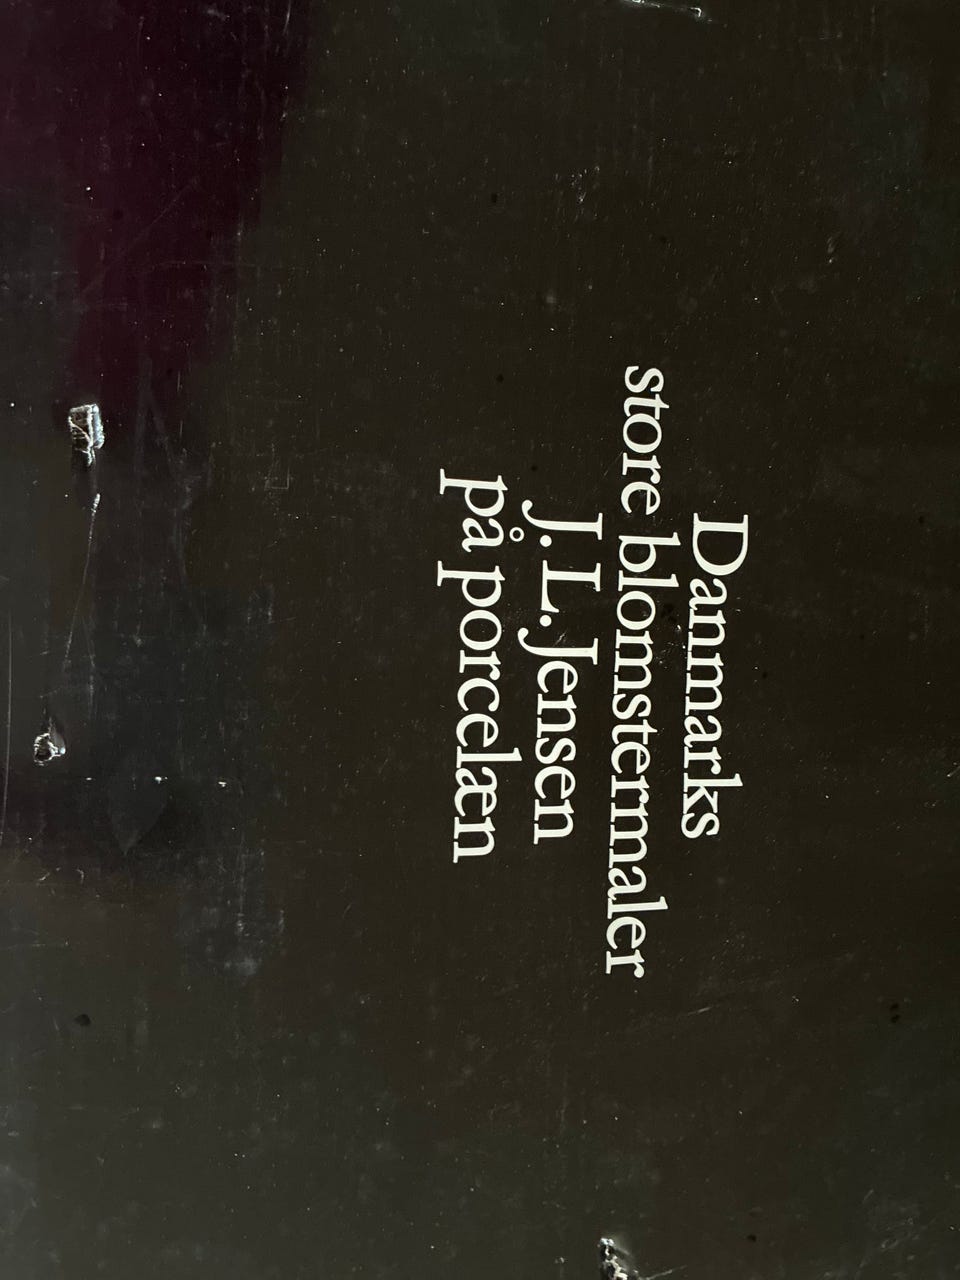 Danmarks
store blomstermaler
J. L. Jensen
på porcelæn